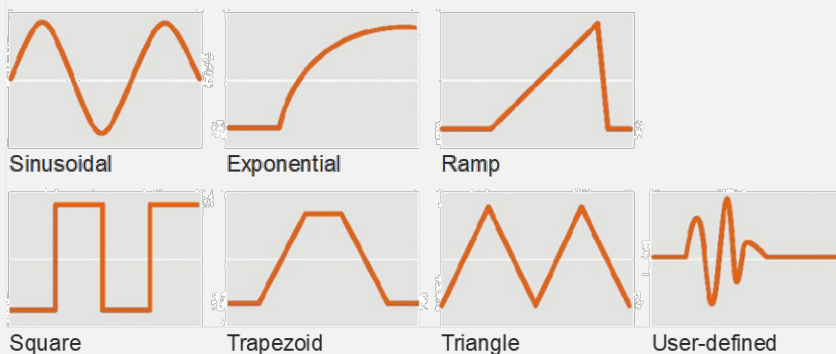 Sinusoidal
Exponential
Ramp
Square
Trapezoid
Triangle
User-defined